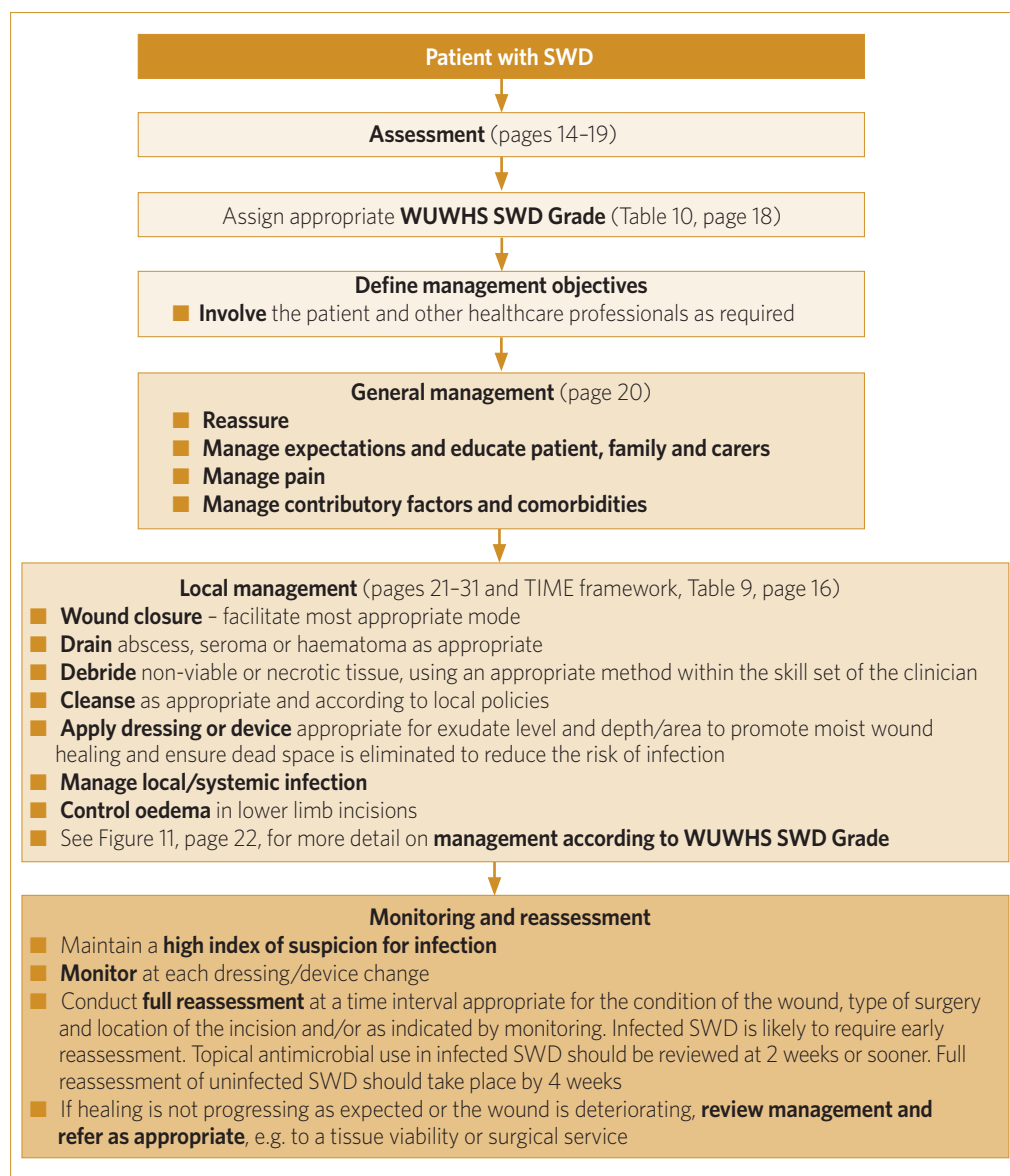 Patient with SWD
Assessment (pages 14–19)
Assign appropriate WUWHS SWD Grade (Table 10, page 18)
Define management objectives
■ Involve the patient and other healthcare professionals as required
General management (page 20)
■ Reassure
■ Manage expectations and educate patient, family and carers
■ Manage pain
■ Manage contributory factors and comorbidities
Local management (pages 21–31 and TIME framework, Table 9, page 16)
■ Wound closure – facilitate most appropriate mode
■ Drain abscess, seroma or haematoma as appropriate
■ Debride non-viable or necrotic tissue, using an appropriate method within the skill set of the clinician
■ Cleanse as appropriate and according to local policies
■ Apply dressing or device appropriate for exudate level and depth/area to promote moist wound
healing and ensure dead space is eliminated to reduce the risk of infection
■ Manage local/systemic infection
■ Control oedema in lower limb incisions
■ See Figure 11, page 22, for more detail on management according to WUWHS SWD Grade
Monitoring and reassessment
■ Maintain a high index of suspicion for infection
■ Monitor at each dressing/device change
■ Conduct full reassessment at a time interval appropriate for the condition of the wound, type of surgery
and location of the incision and/or as indicated by monitoring. Infected SWD is likely to require early
reassessment. Topical antimicrobial use in infected SWD should be reviewed at 2 weeks or sooner. Full
reassessment of uninfected SWD should take place by 4 weeks
■ If healing is not progressing as expected or the wound is deteriorating, review management and
refer as appropriate, e.g. to a tissue viability or surgical service